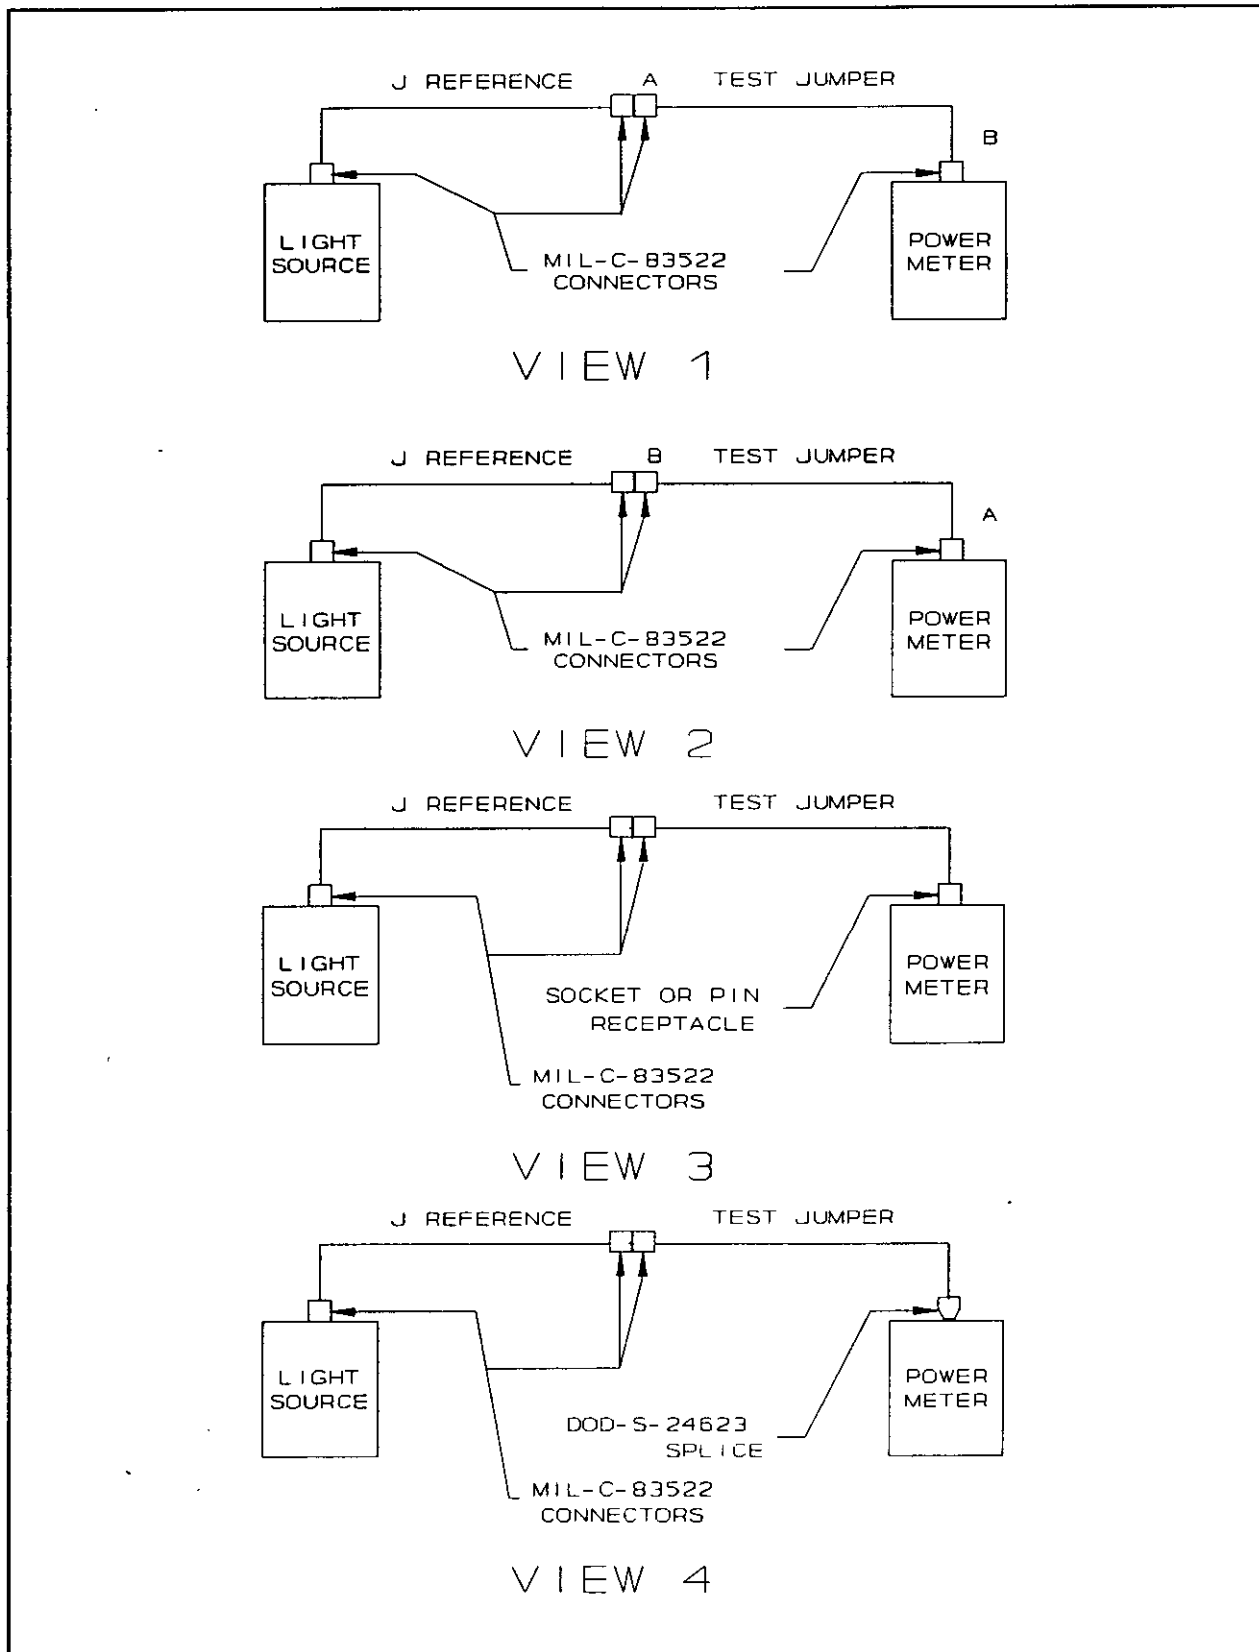 J REFERENCE A TEST JUMPER
B
LIGHT
SOURCE
POWER
METER
MIL-C-83522
CONNECTORS
VIEW 1
J REFERENCE B TEST JUMPER
A
LIGHT
SOURCE
POWER
METER
MIL-C-83522
CONNECTORS
VIEW 2
J REFERENCE TEST JUMPER
LIGHT
SOURCE
POWER
METER
SOCKET OR PIN
RECEPTACLE
MIL-C-83522
CONNECTORS
VIEW 3
J REFERENCE TEST JUMPER
LIGHT
SOURCE
POWER
METER
DOD-S-24623
SPLICE
MIL-C-83522
CONNECTORS
VIEW 4